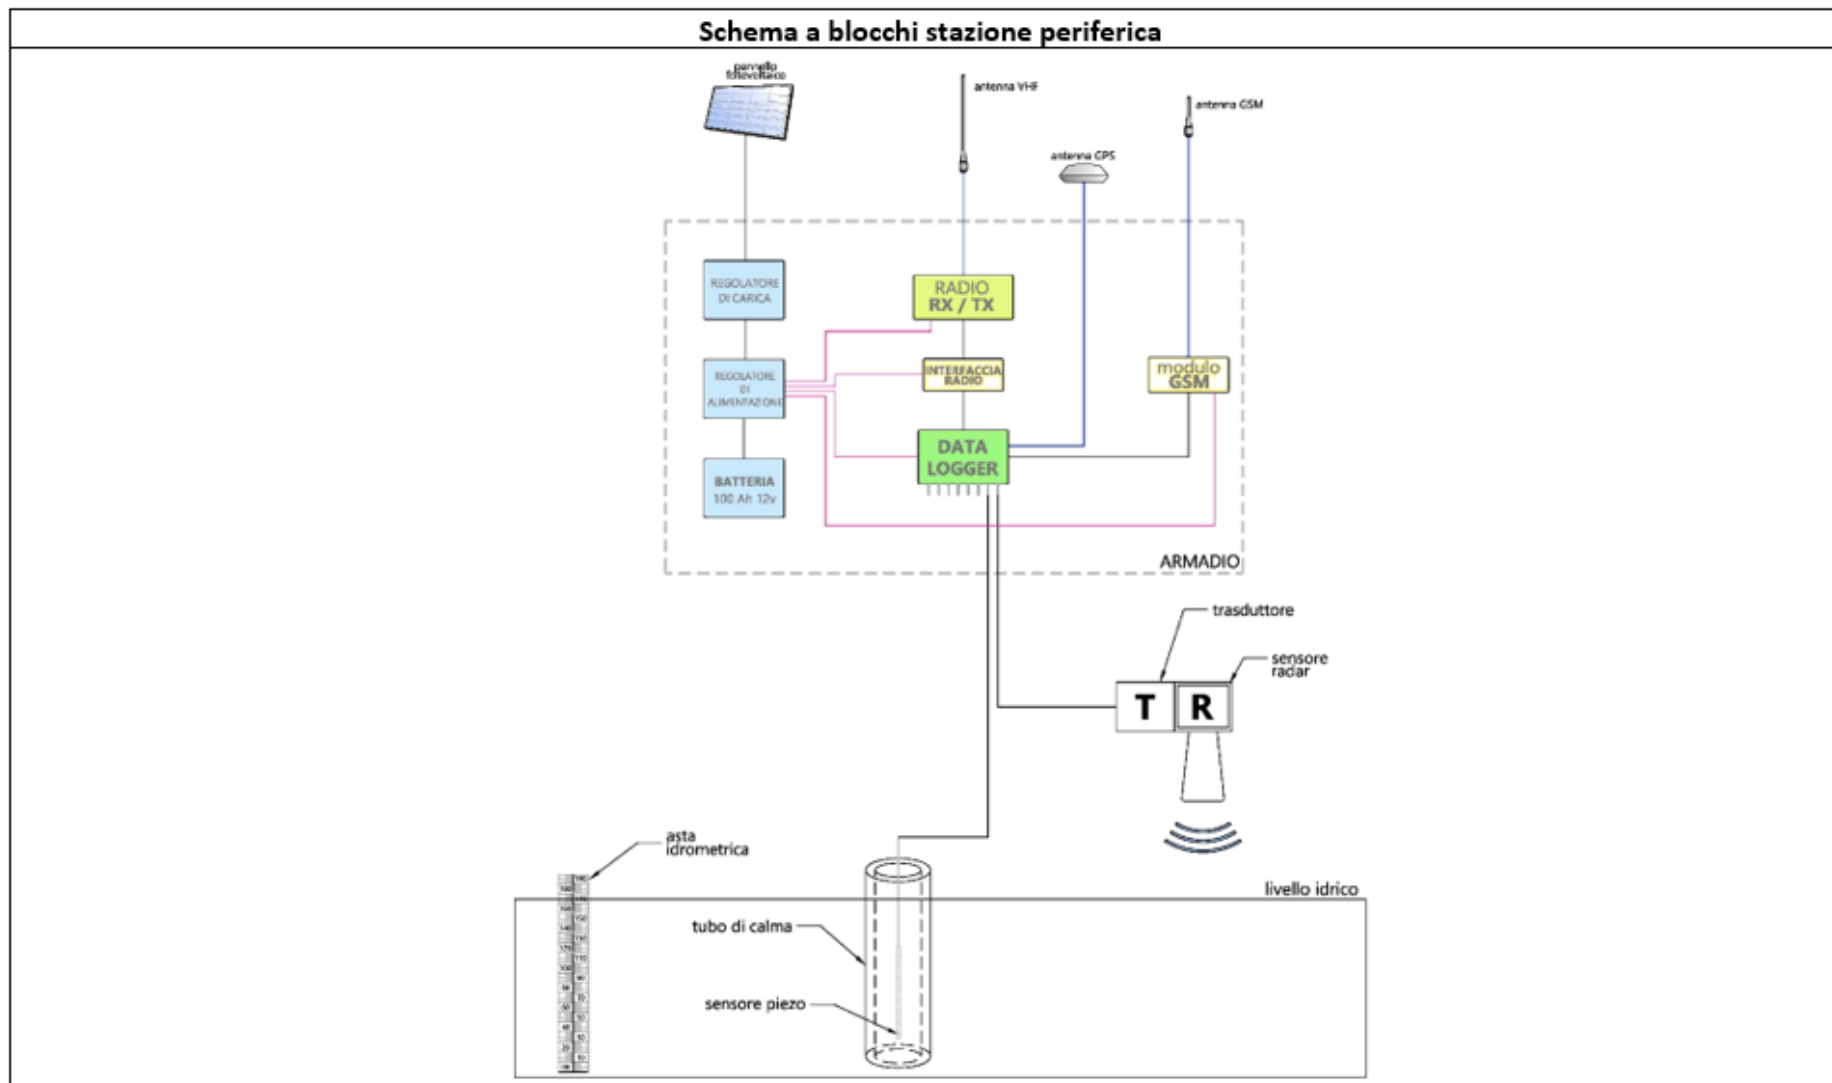 Schema a blocchi stazione periferica
pannello
fotovoltaico
antenna VHF
antenna GSM
antenna GPS
REGOLATORE
DI CARICA
RADIO
RX / TX
REGOLATORE
DI
ALIMENTAZIONE
INTERFACCIA
RADIO
modulo
GSM
DATA
LOGGER
BATTERIA
100 Ah 12v
ARMADIO
trasduttore
sensore
radar
T R
asta
idrometrica
livello idrico
tubo di calma
sensore piezo